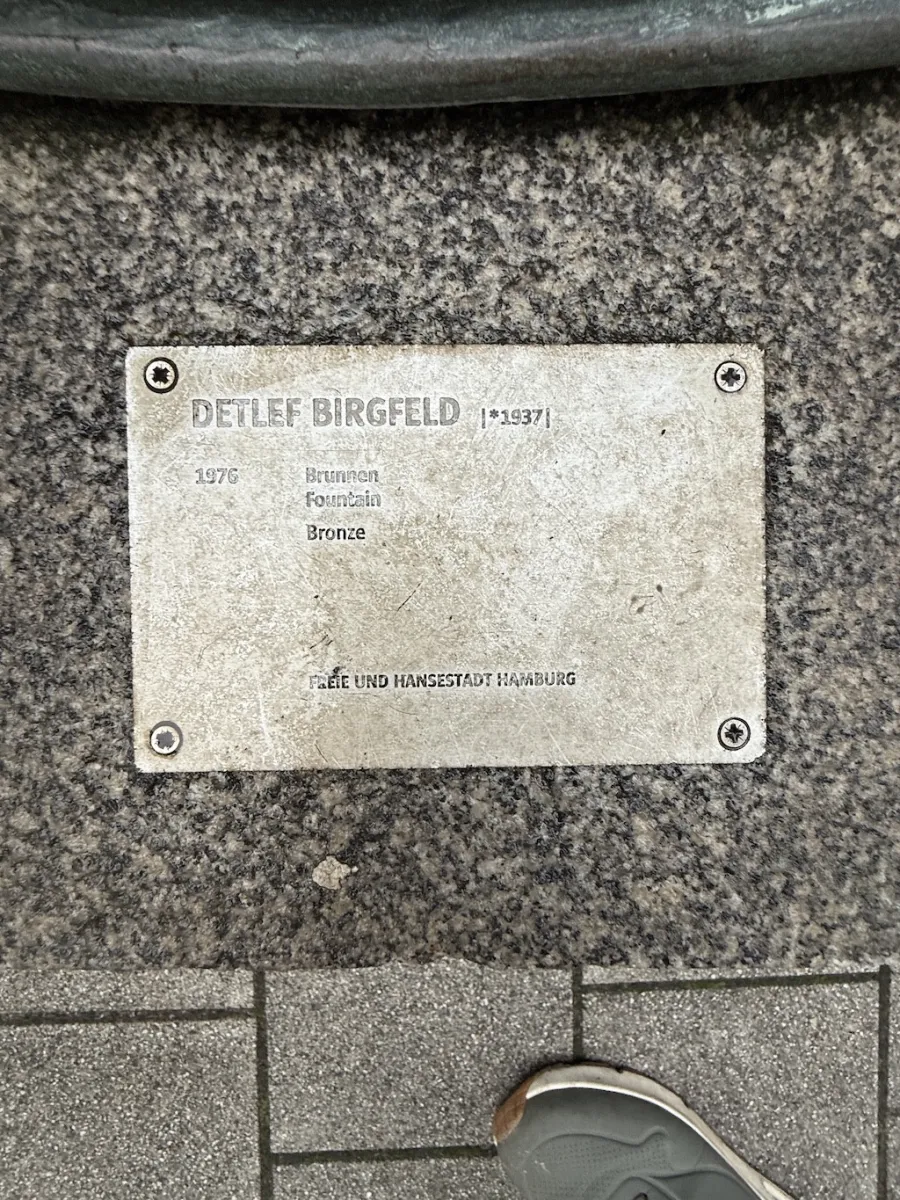 DETLEF BIRGFELD |*1937|
1976 Brunnen
Fountain
Bronze
FREIE UND HANSESTADT HAMBURG